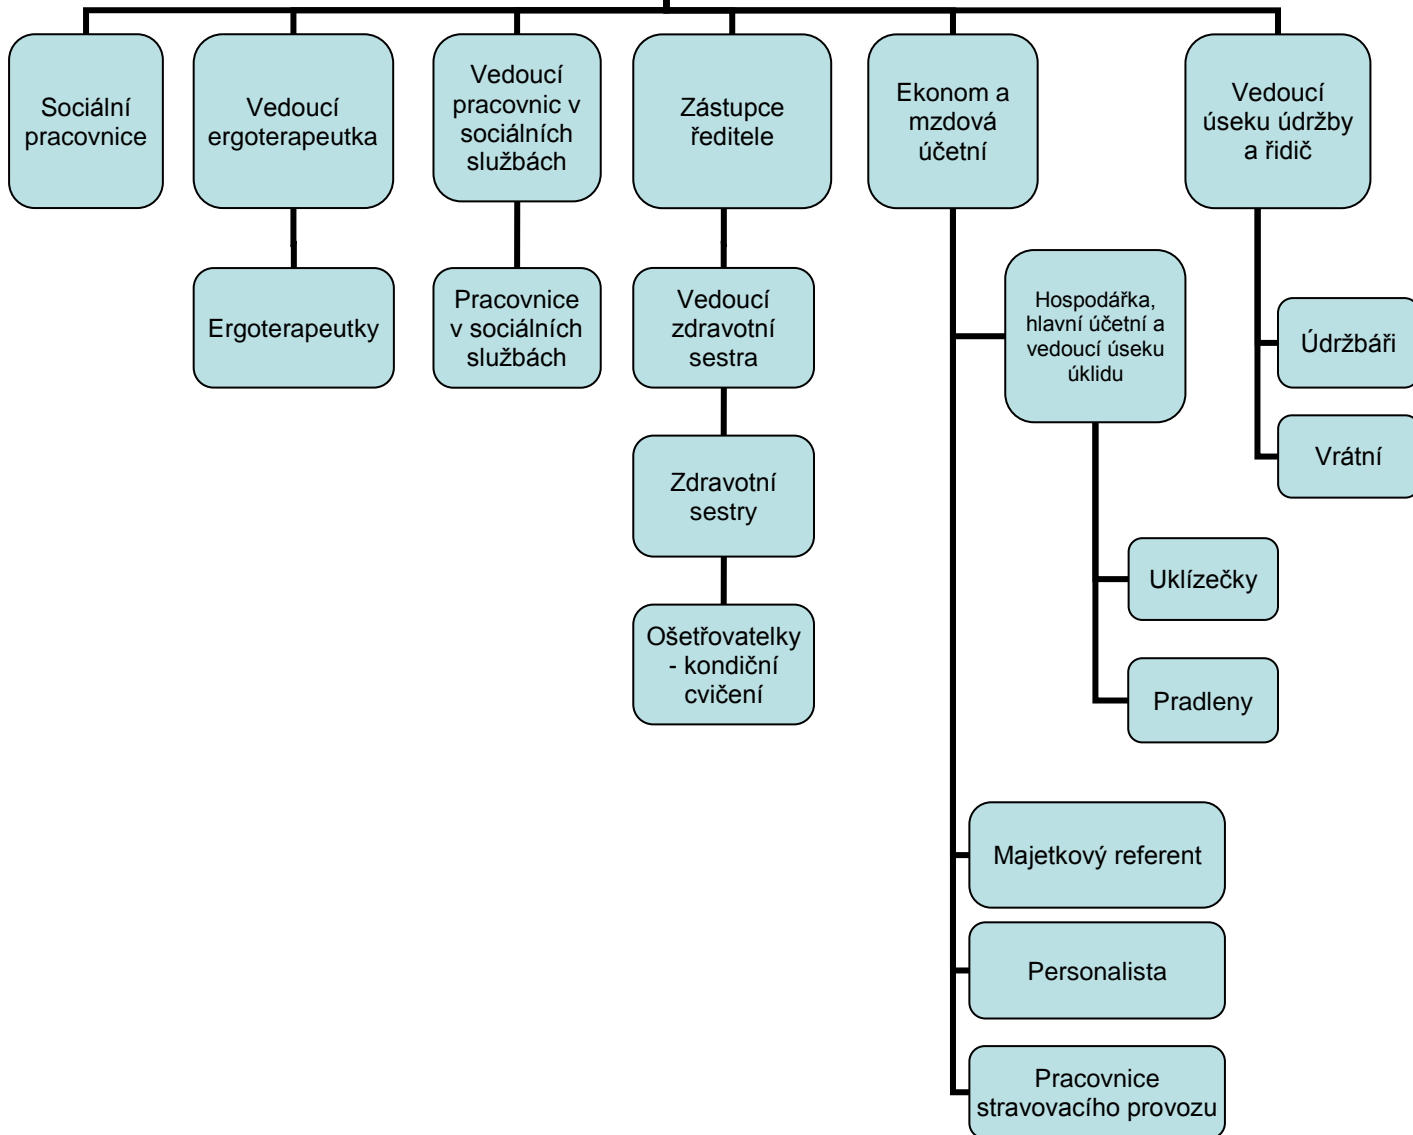 Sociální
pracovnice
Vedoucí
ergoterapeutka
Vedoucí
pracovnic v
sociálních
službách
Zástupce
ředitele
Ekonom a
mzdová
účetní
Vedoucí
úseku údržby
a řidič
Ergoterapeutky
Pracovnice
v sociálních
službách
Vedoucí
zdravotní
sestra
Hospodářka,
hlavní účetní a
vedoucí úseku
úklidu
Údržbáři
Vrátní
Zdravotní
sestry
Uklízečky
Ošetřovatelky
- kondiční
cvičení
Pradleny
Majetkový referent
Personalista
Pracovnice
stravovacího provozu